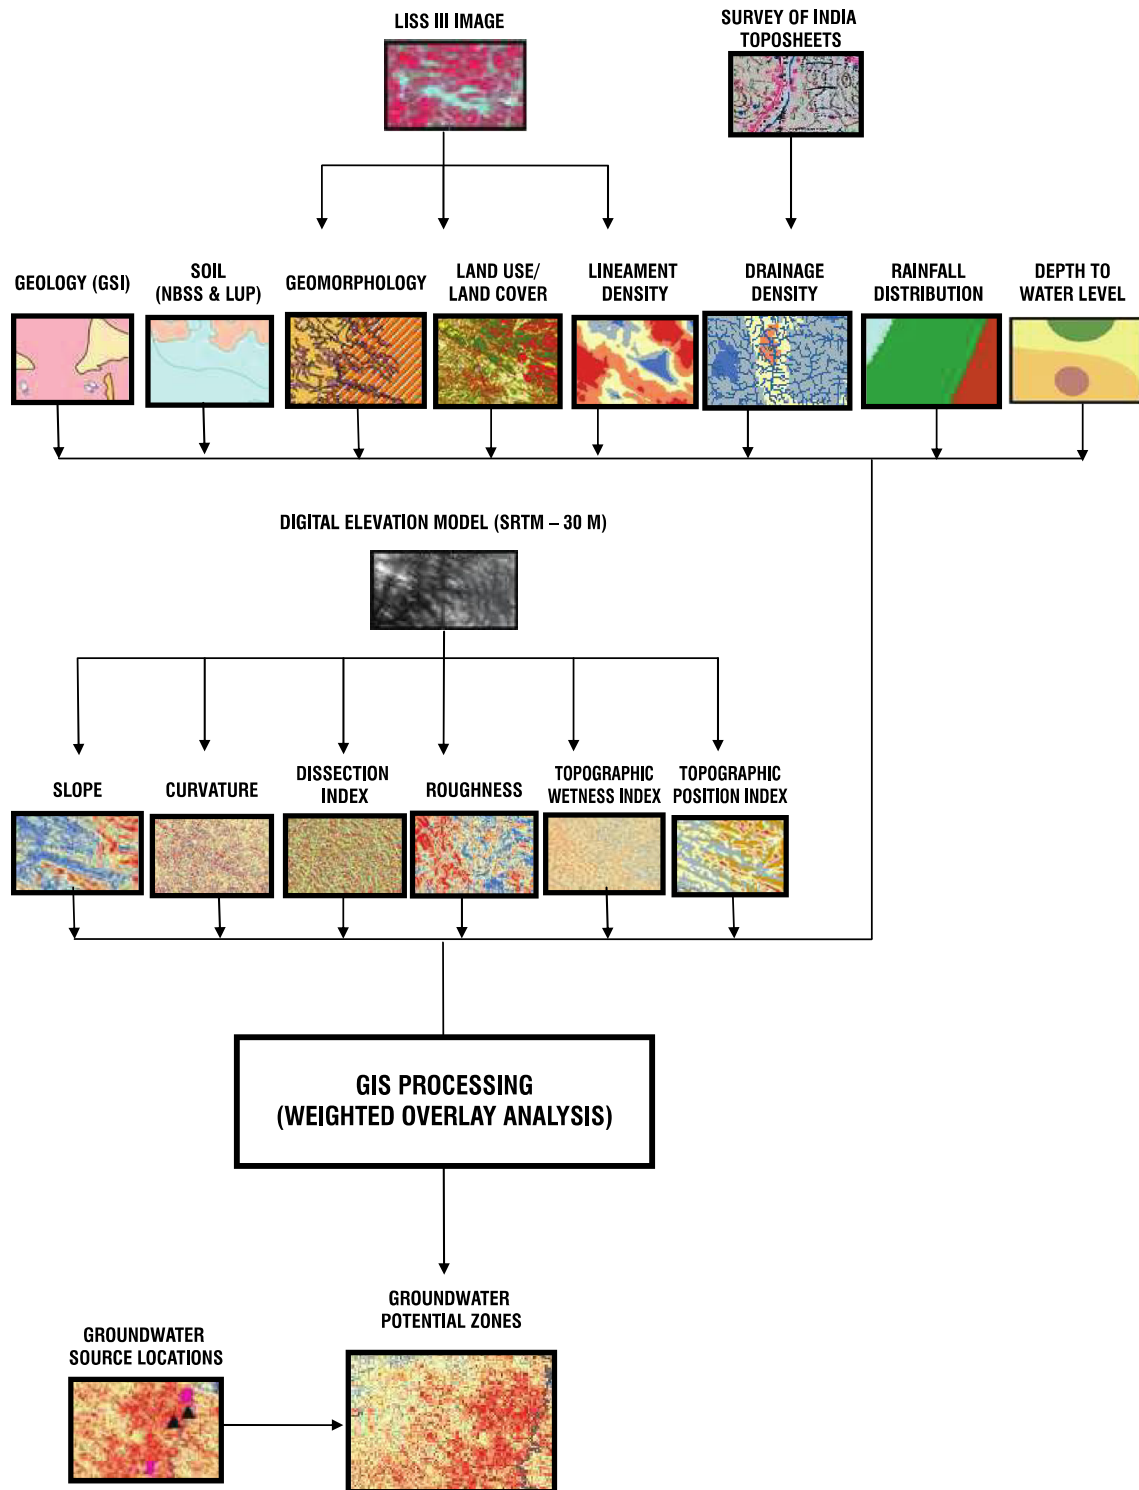 LISS III IMAGE
SURVEY OF INDIA
TOPOSHEETS
GEOLOGY (GSI)
SOIL
(NBSS & LUP)
GEOMORPHOLOGY
LAND USE/
LAND COVER
LINEAMENT
DENSITY
DRAINAGE
DENSITY
RAINFALL
DISTRIBUTION
DEPTH TO
WATER LEVEL
DIGITAL ELEVATION MODEL (SRTM – 30 M)
SLOPE
CURVATURE
DISSECTION
INDEX
ROUGHNESS
TOPOGRAPHIC
WETNESS INDEX
TOPOGRAPHIC
POSITION INDEX
GIS PROCESSING
(WEIGHTED OVERLAY ANALYSIS)
GROUNDWATER
POTENTIAL ZONES
GROUNDWATER
SOURCE LOCATIONS